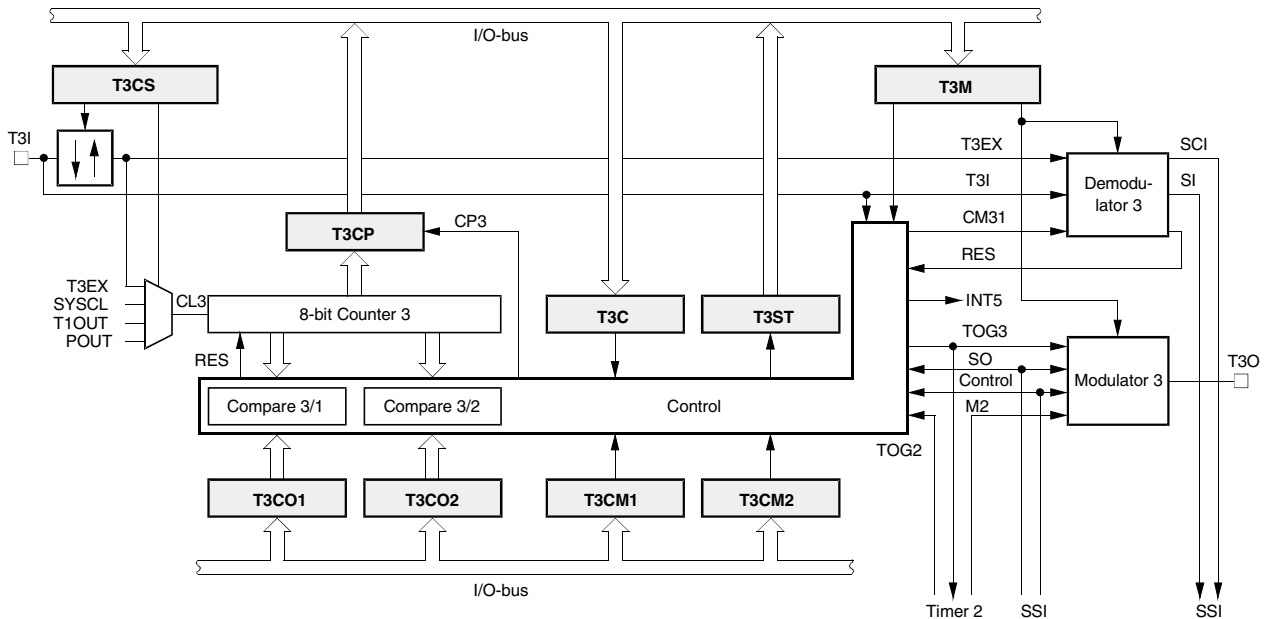 I/O-bus
T3CS
T3M
T3I
T3EX
SCI
T3I
SI
Demodu-
lator 3
T3CP
CP3
CM31
RES
T3EX
SYSCL
T1OUT
POUT
CL3
8-bit Counter 3
T3C
T3ST
INT5
RES
TOG3
SO
Control
M2
Modulator 3
T3O
Compare 3/1
Compare 3/2
Control
TOG2
T3CO1
T3CO2
T3CM1
T3CM2
I/O-bus
Timer 2
SSI
SSI